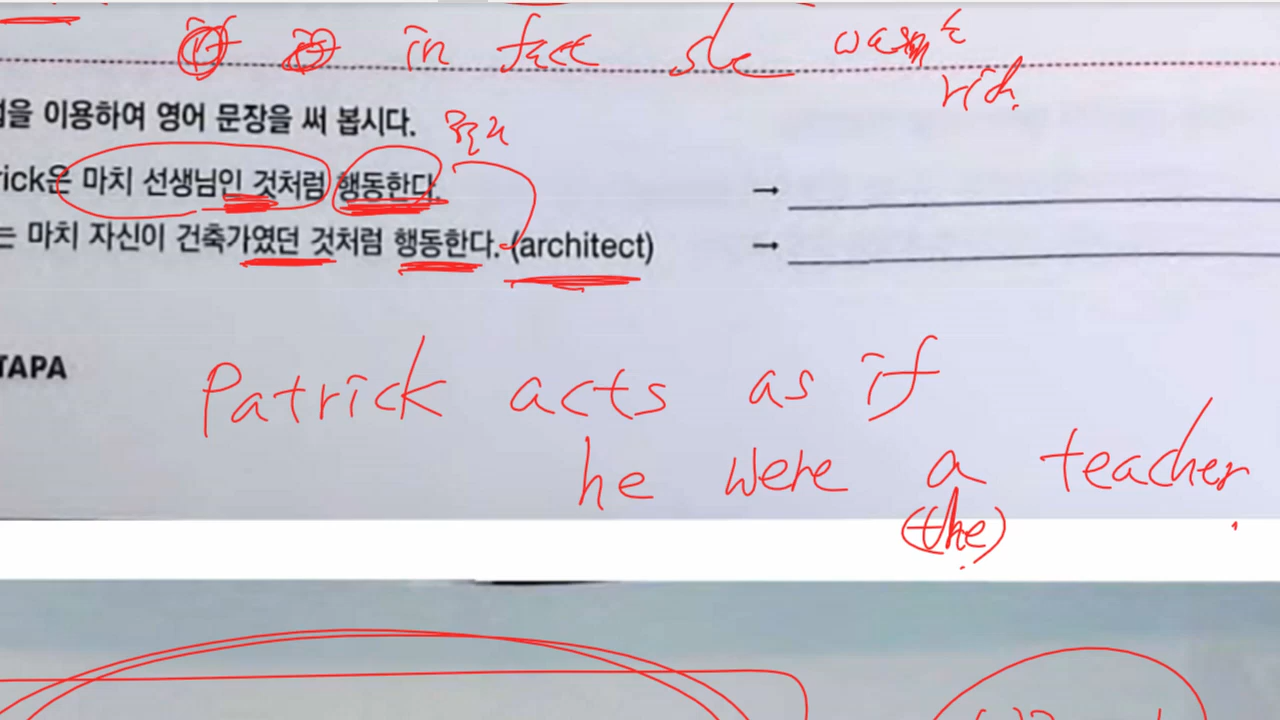 in fact she wasn't
rich.
법을 이용하여 영어 문장을 써 봅시다. 현재
rick은 마치 선생님인 것처럼 행동한다. →
는 마치 자신이 건축가였던 것처럼 행동한다. (architect) →
TAPA
Patrick acts as if
he were a teacher.
(the)